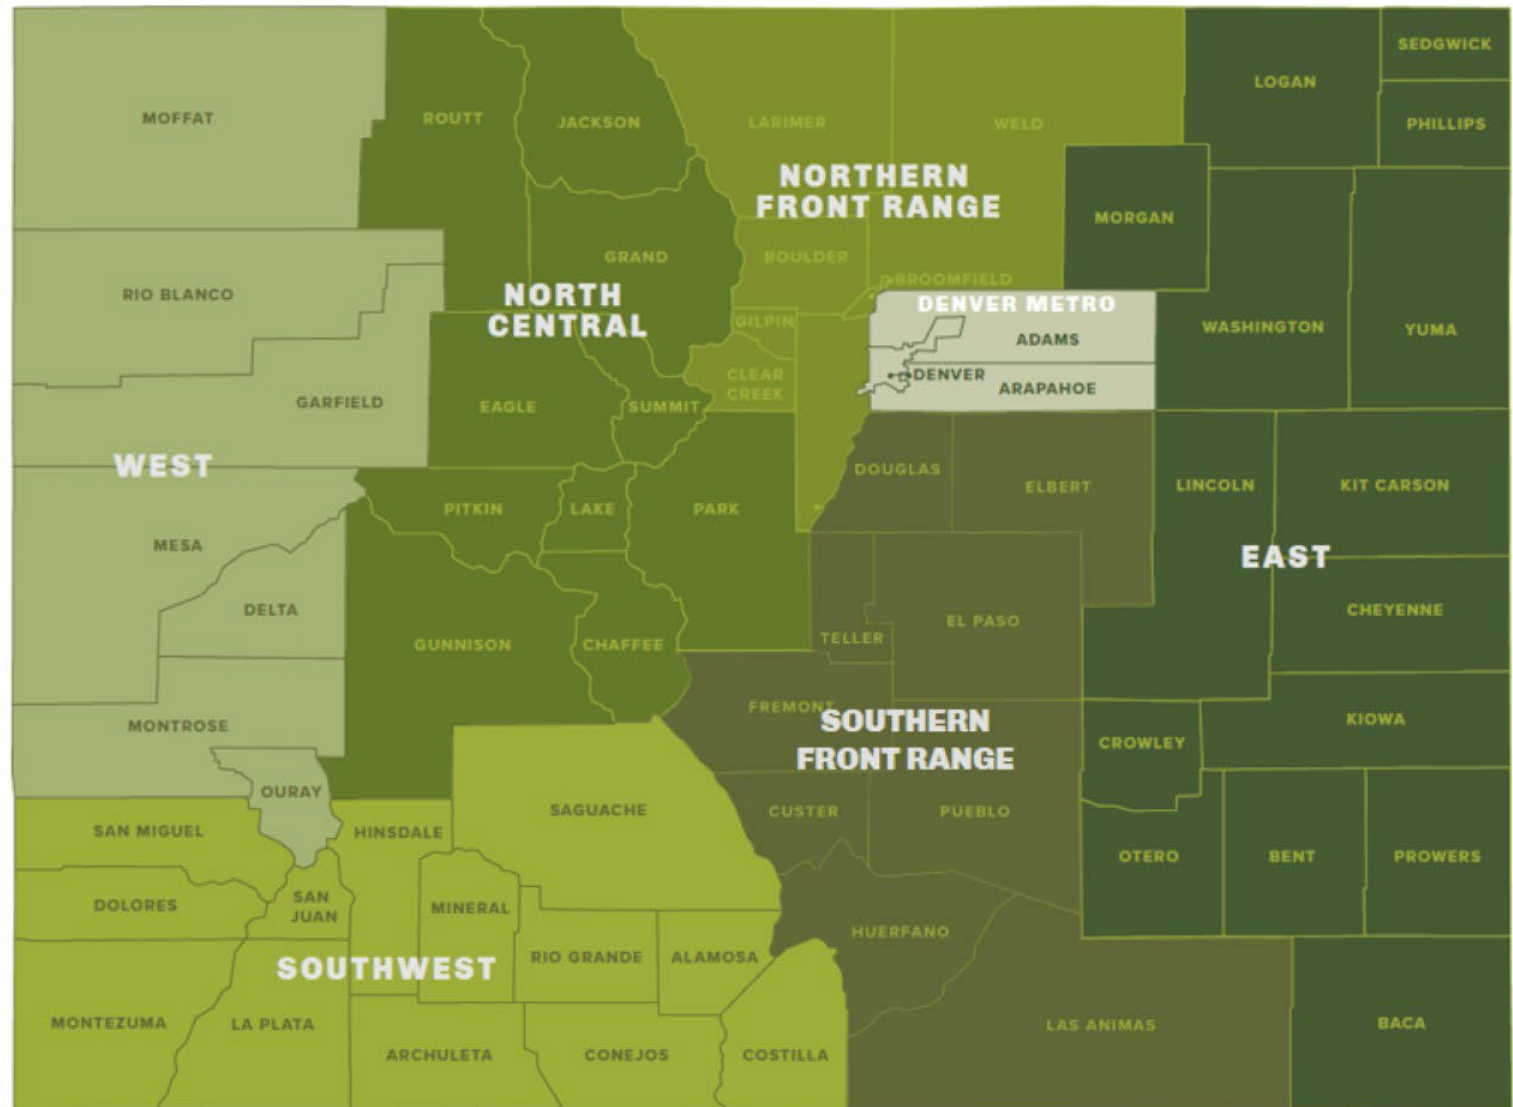 SEDGWICK
LOGAN
MOFFAT
ROUTT
JACKSON
LARIMER
WELD
PHILLIPS
NORTHERN
FRONT RANGE
MORGAN
GRAND
BOULDER
BROOMFIELD
RIO BLANCO
NORTH
CENTRAL
DENVER METRO
GILPIN
ADAMS
WASHINGTON
YUMA
CLEAR
CREEK
DENVER
ARAPAHOE
GARFIELD
EAGLE
SUMMIT
WEST
DOUGLAS
ELBERT
LINCOLN
KIT CARSON
PITKIN
LAKE
PARK
MESA
EAST
DELTA
CHEYENNE
GUNNISON
CHAFFEE
TELLER
EL PASO
MONTROSE
FREMONT
SOUTHERN
FRONT RANGE
KIOWA
CROWLEY
OURAY
SAN MIGUEL
HINSDALE
SAGUACHE
CUSTER
PUEBLO
OTERO
BENT
PROWERS
DOLORES
SAN
JUAN
MINERAL
HUERFANO
SOUTHWEST
RIO GRANDE
ALAMOSA
MONTEZUMA
LA PLATA
ARCHULETA
CONEJOS
COSTILLA
LAS ANIMAS
BACA